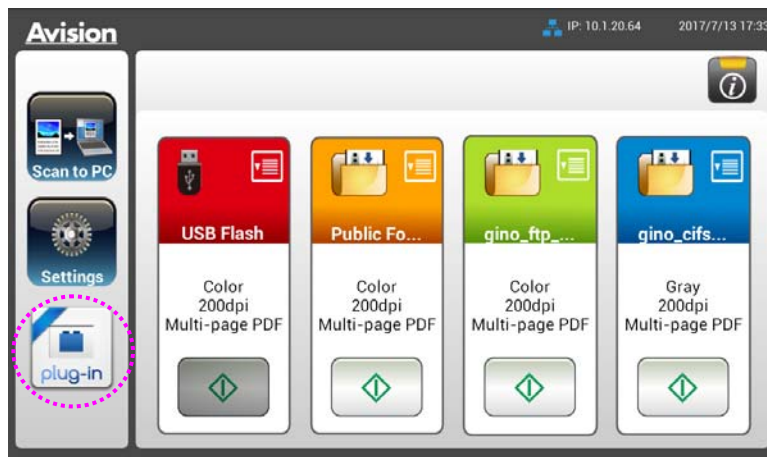 Avision
IP: 10.1.20.64 2017/7/13 17:33
Scan to PC
Settings
plug-in
USB Flash
Color
200dpi
Multi-page PDF
Public Fo...
Color
200dpi
Multi-page PDF
gino_ftp_...
Color
200dpi
Multi-page PDF
gino_cifs...
Gray
200dpi
Multi-page PDF